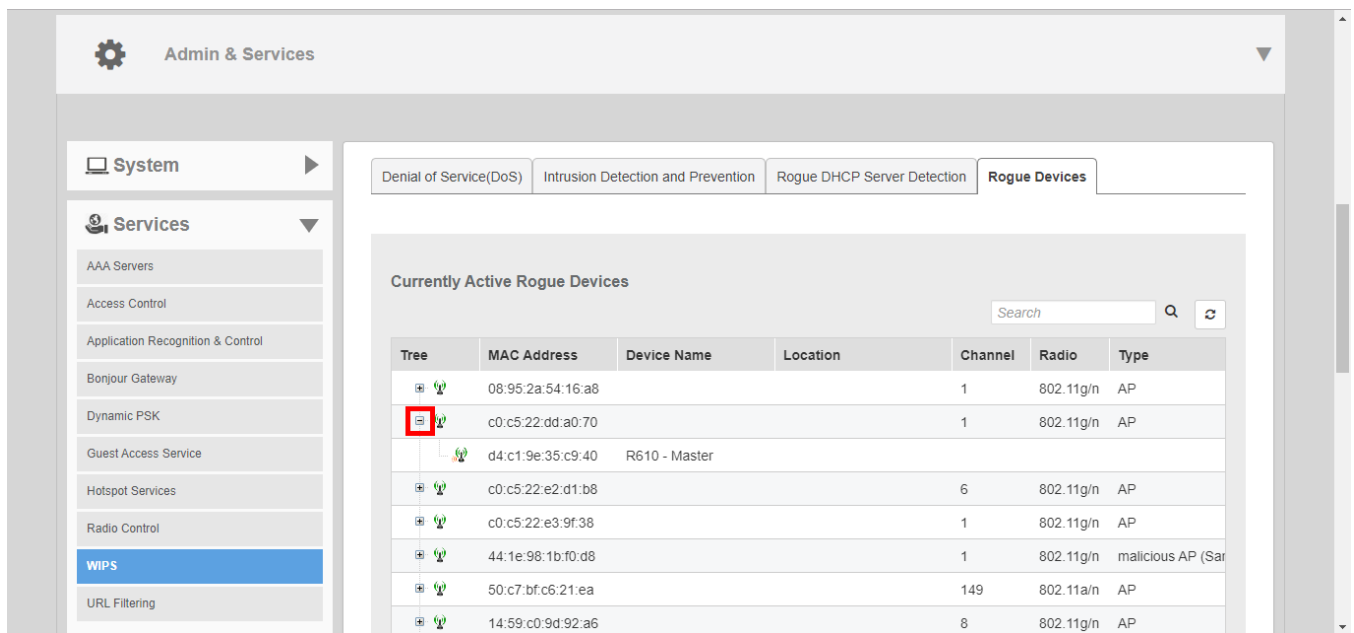 Admin & Services
System
Services
AAA Servers
Access Control
Application Recognition & Control
Bonjour Gateway
Dynamic PSK
Guest Access Service
Hotspot Services
Radio Control
WIPS
URL Filtering
Denial of Service(DoS) Intrusion Detection and Prevention Rogue DHCP Server Detection Rogue Devices
Currently Active Rogue Devices
Search
Tree MAC Address Device Name Location Channel Radio Type
08:95:2a:54:16:a8 1 802.11g/n AP
c0:c5:22:dd:a0:70 1 802.11g/n AP
d4:c1:9e:35:c9:40 R610 - Master
c0:c5:22:e2:d1:b8 6 802.11g/n AP
c0:c5:22:e3:9f:38 1 802.11g/n AP
44:1e:98:1b:f0:d8 1 802.11g/n malicious AP (Sar
50:c7:bf:c6:21:ea 149 802.11a/n AP
14:59:c0:9d:92:a6 8 802.11g/n AP